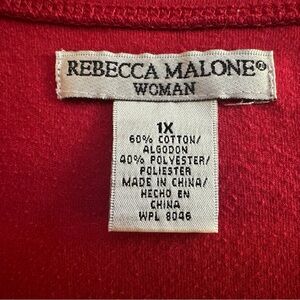 REBECCA MALONE®
WOMAN
1X
60% COTTON/
ALGODON
40% POLYESTER/
POLIESTER
MADE IN CHINA/
HECHO EN
CHINA
WPL 8046